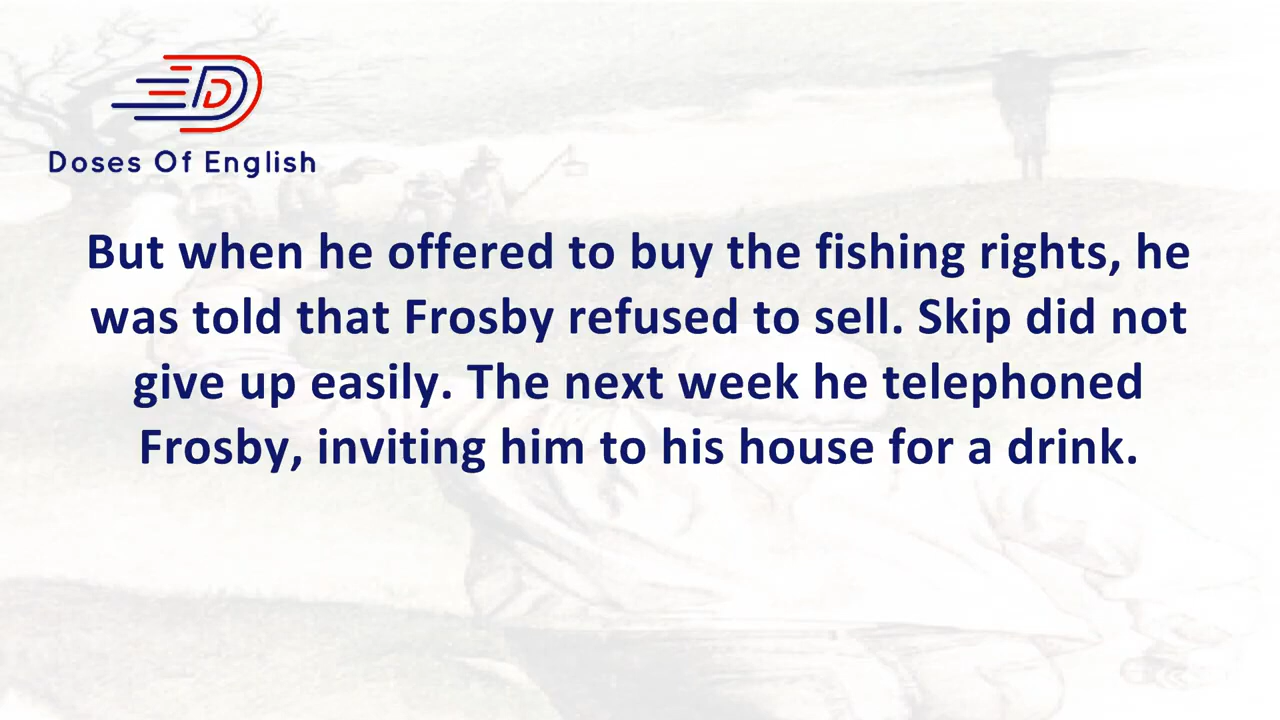 Doses Of English
But when he offered to buy the fishing rights, he
was told that Frosby refused to sell. Skip did not
give up easily. The next week he telephoned
Frosby, inviting him to his house for a drink.